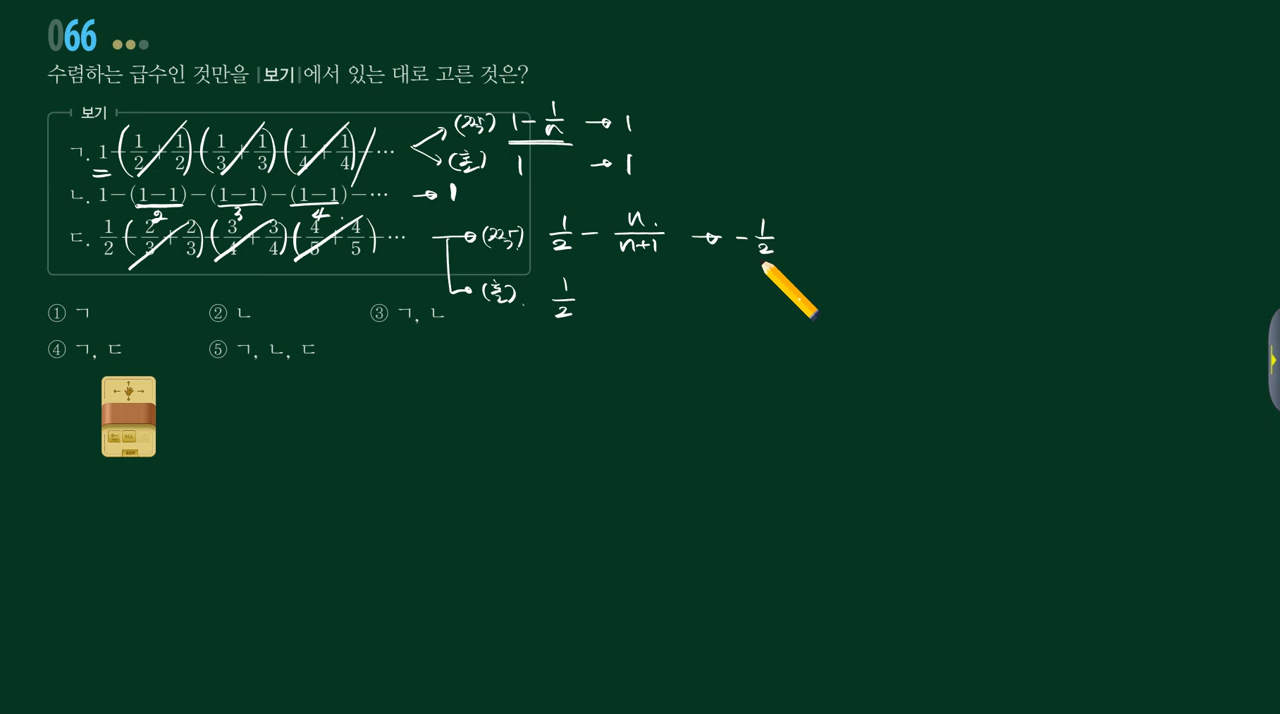 066
수렴하는 급수인 것만을 |보기|에서 있는 대로 고른 것은?
보기
ㄱ. 1-(1/2+1/2)-(1/3+1/3)-(1/4+1/4)-… (짝) 1-1/n → 1
(홀) 1 → 1
ㄴ. 1-(1-1)-(1-1)-(1-1)-… → 1
2 3 4
ㄷ. 1/2-(2/3+2/3)-(3/4+3/4)-(4/5+4/5)-… → (짝) 1/2 - n/n+1 → -1/2
(홀) 1/2
① ㄱ ② ㄴ ③ ㄱ, ㄴ
④ ㄱ, ㄷ ⑤ ㄱ, ㄴ, ㄷ